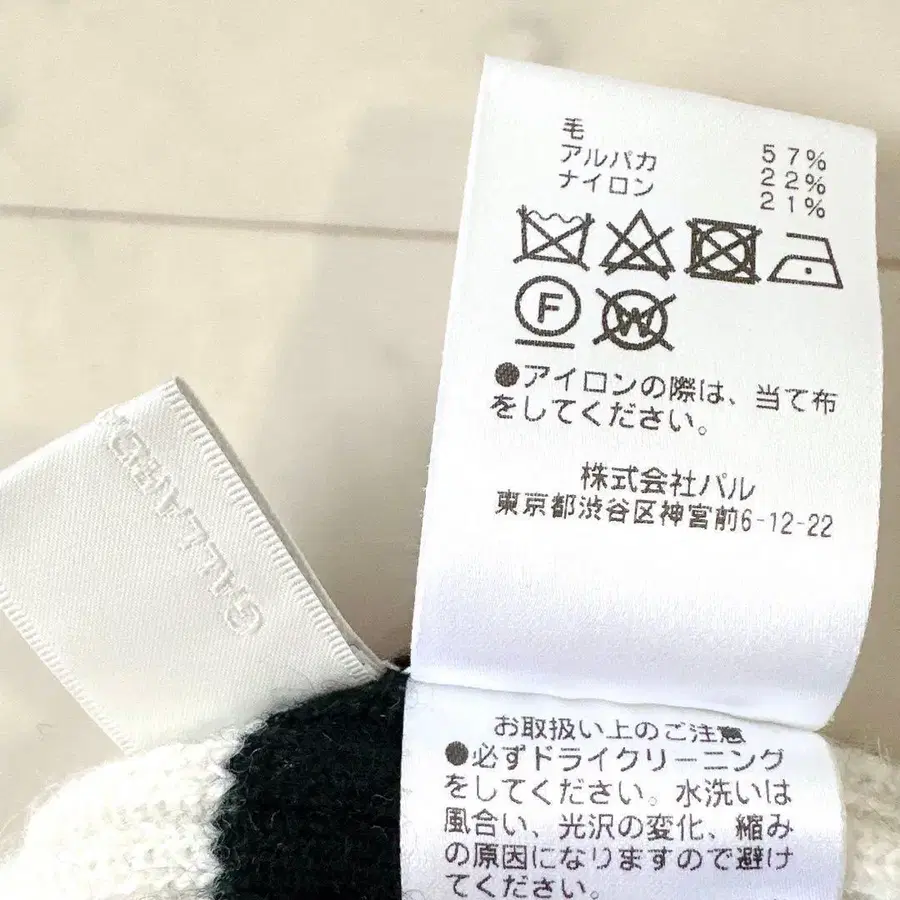 毛 57%
アルパカ 22%
ナイロン 21%
F
W
●アイロンの際は、当て布
をしてください。
株式会社パル
東京都渋谷区神宮前6-12-22
GALLARD
お取扱い上のご注意
●必ずドライクリーニング
をしてください。水洗いは
風合い、光沢の変化、縮み
の原因になりますので避け
てください。